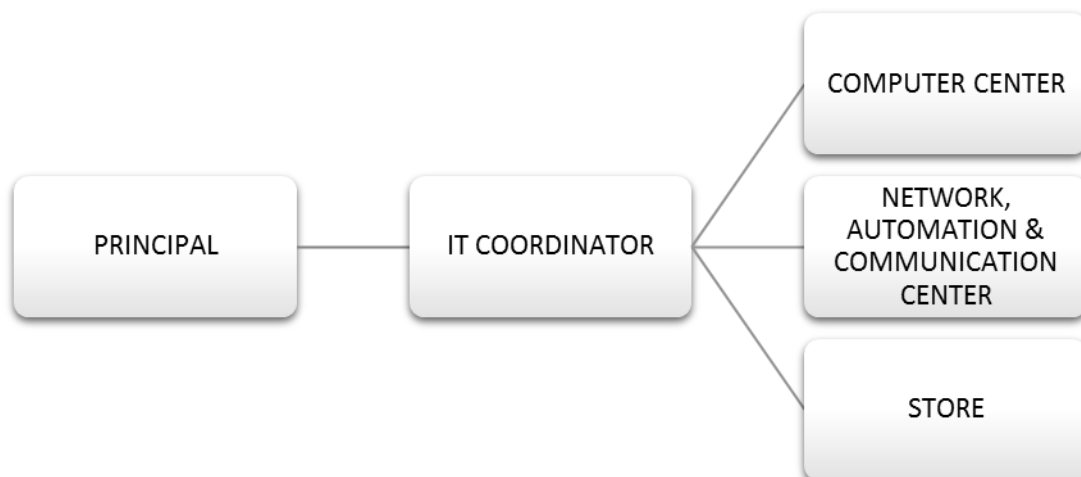 PRINCIPAL
IT COORDINATOR
COMPUTER CENTER
NETWORK,
AUTOMATION &
COMMUNICATION
CENTER
STORE